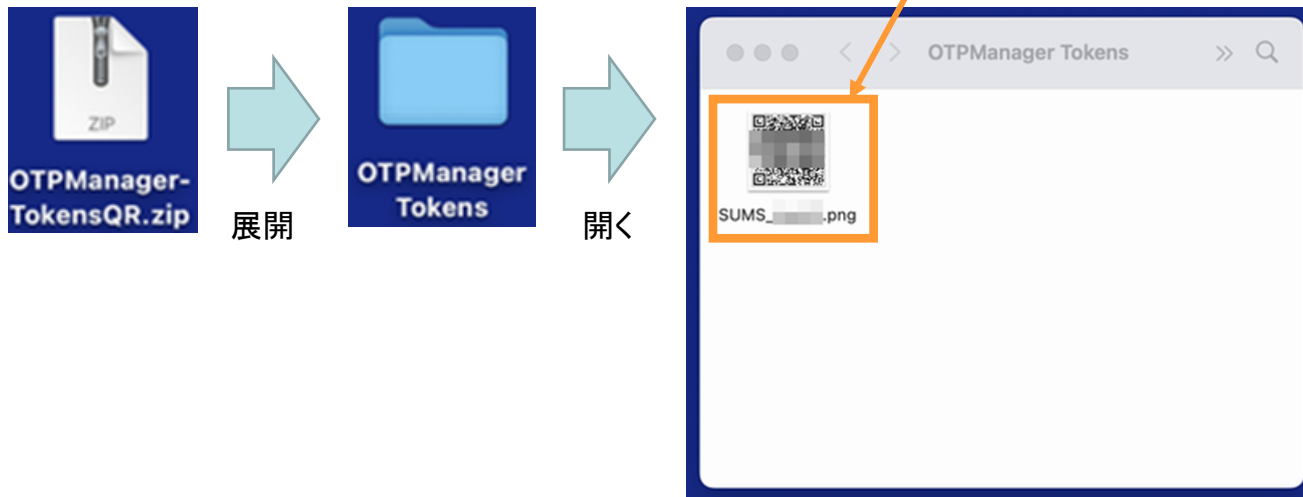 ZIP
OTPManager-
TokensQR.zip
展開
OTPManager
Tokens
開く
OTPManager Tokens
SUMS_ .png